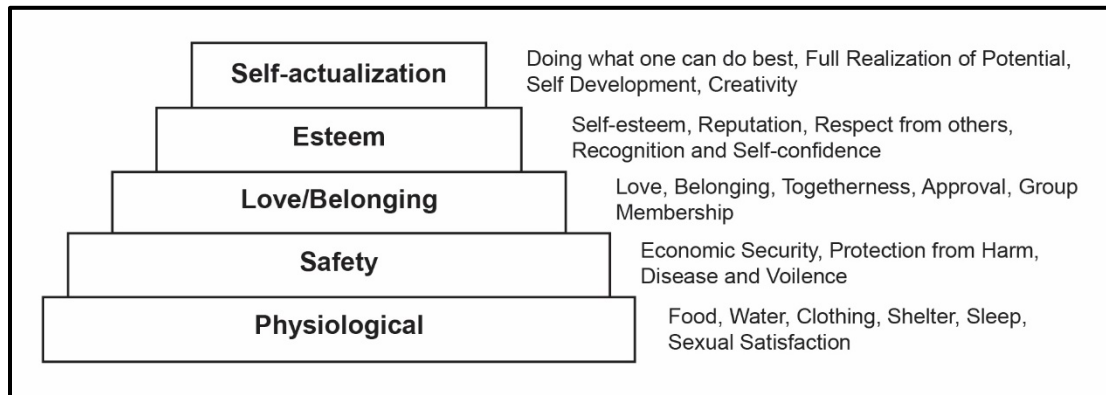 Self-actualization
Doing what one can do best, Full Realization of Potential,
Self Development, Creativity
Esteem
Self-esteem, Reputation, Respect from others,
Recognition and Self-confidence
Love/Belonging
Love, Belonging, Togetherness, Approval, Group
Membership
Safety
Economic Security, Protection from Harm,
Disease and Voilence
Physiological
Food, Water, Clothing, Shelter, Sleep,
Sexual Satisfaction